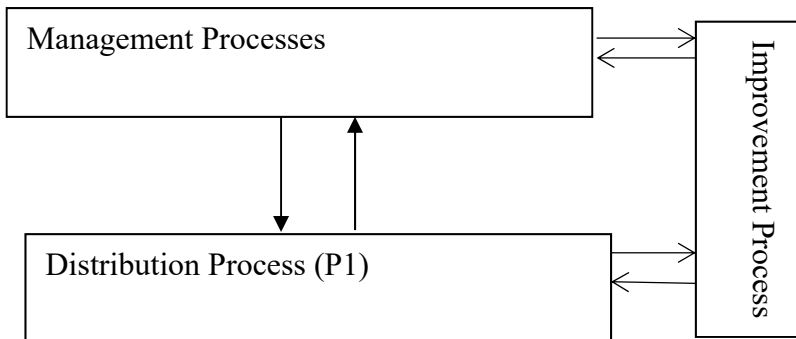 Management Processes
Improvement Process
Distribution Process (P1)